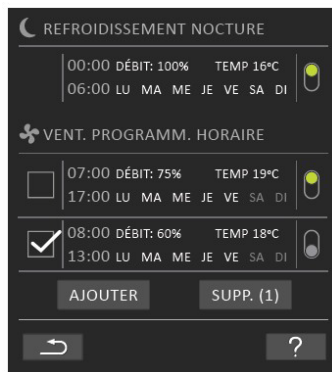 REFROIDISSEMENT NOCTURE
00:00 DÉBIT: 100% TEMP 16°C
06:00 LU MA ME JE VE SA DI
VENT. PROGRAMM. HORAIRE
07:00 DÉBIT: 75% TEMP 19°C
17:00 LU MA ME JE VE SA DI
08:00 DÉBIT: 60% TEMP 18°C
13:00 LU MA ME JE VE SA DI
AJOUTER SUPP. (1)
?